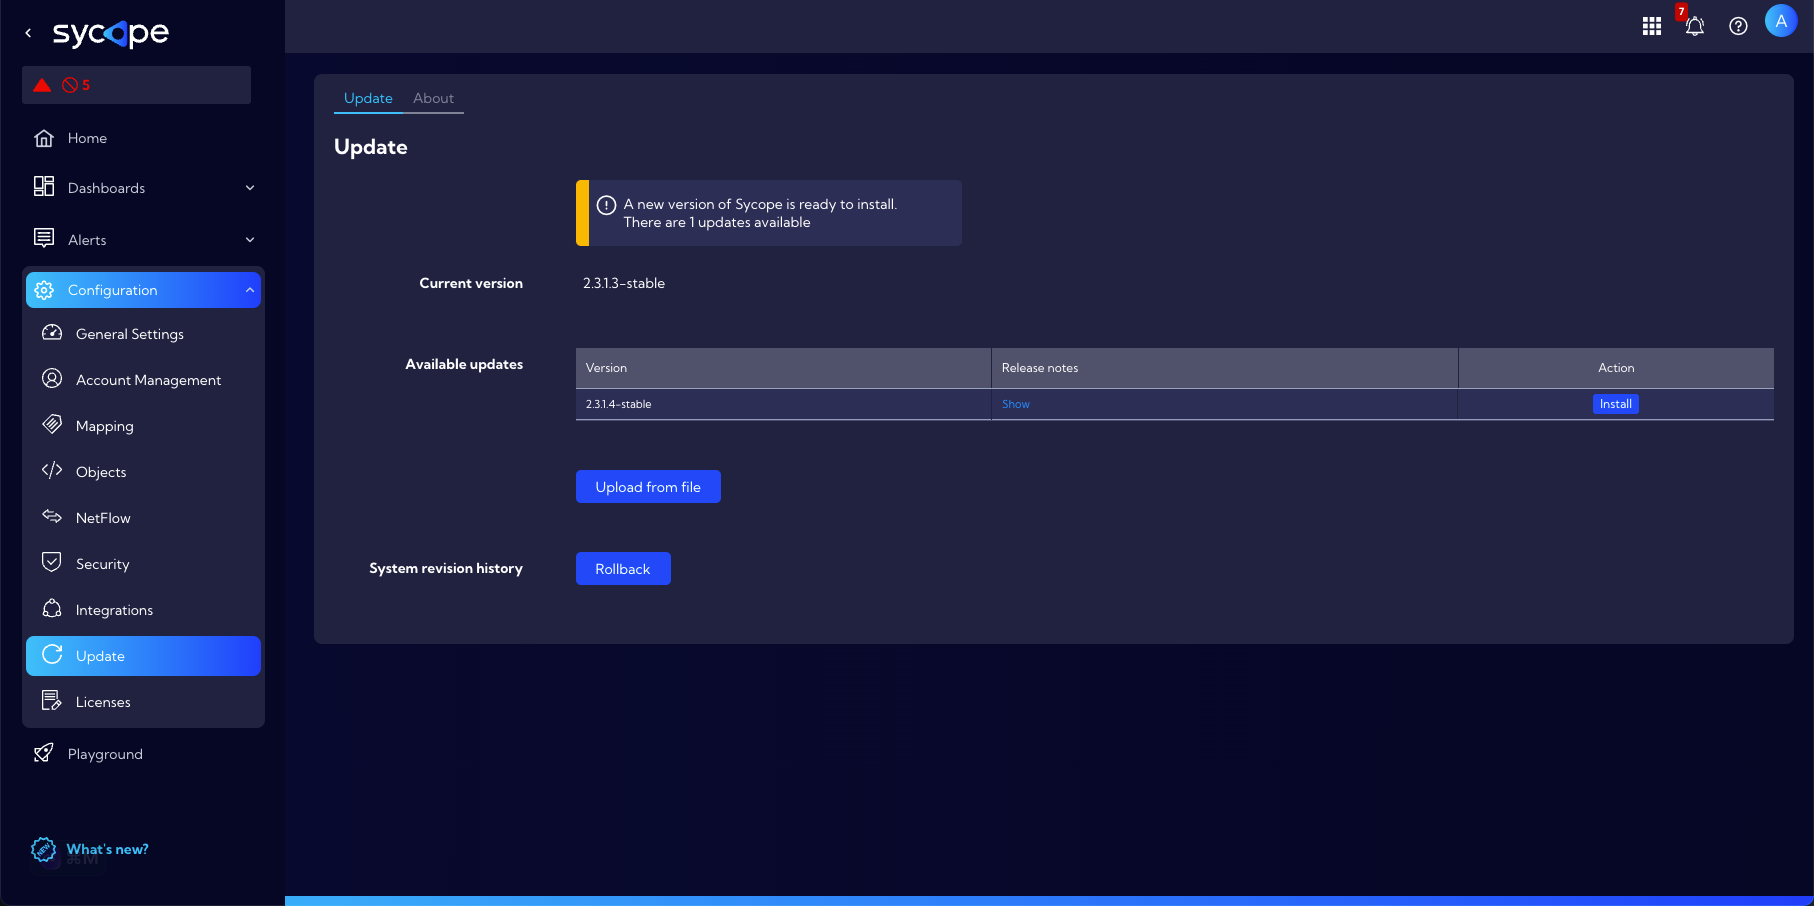 sycope
5
Home
Dashboards
Alerts
Configuration
General Settings
Account Management
Mapping
Objects
NetFlow
Security
Integrations
Update
Licenses
Playground
What's new?
⌘M
7
A
Update About
Update
A new version of Sycope is ready to install.
There are 1 updates available
Current version 2.3.1.3-stable
Available updates
Version Release notes Action
2.3.1.4-stable Show Install
Upload from file
System revision history Rollback